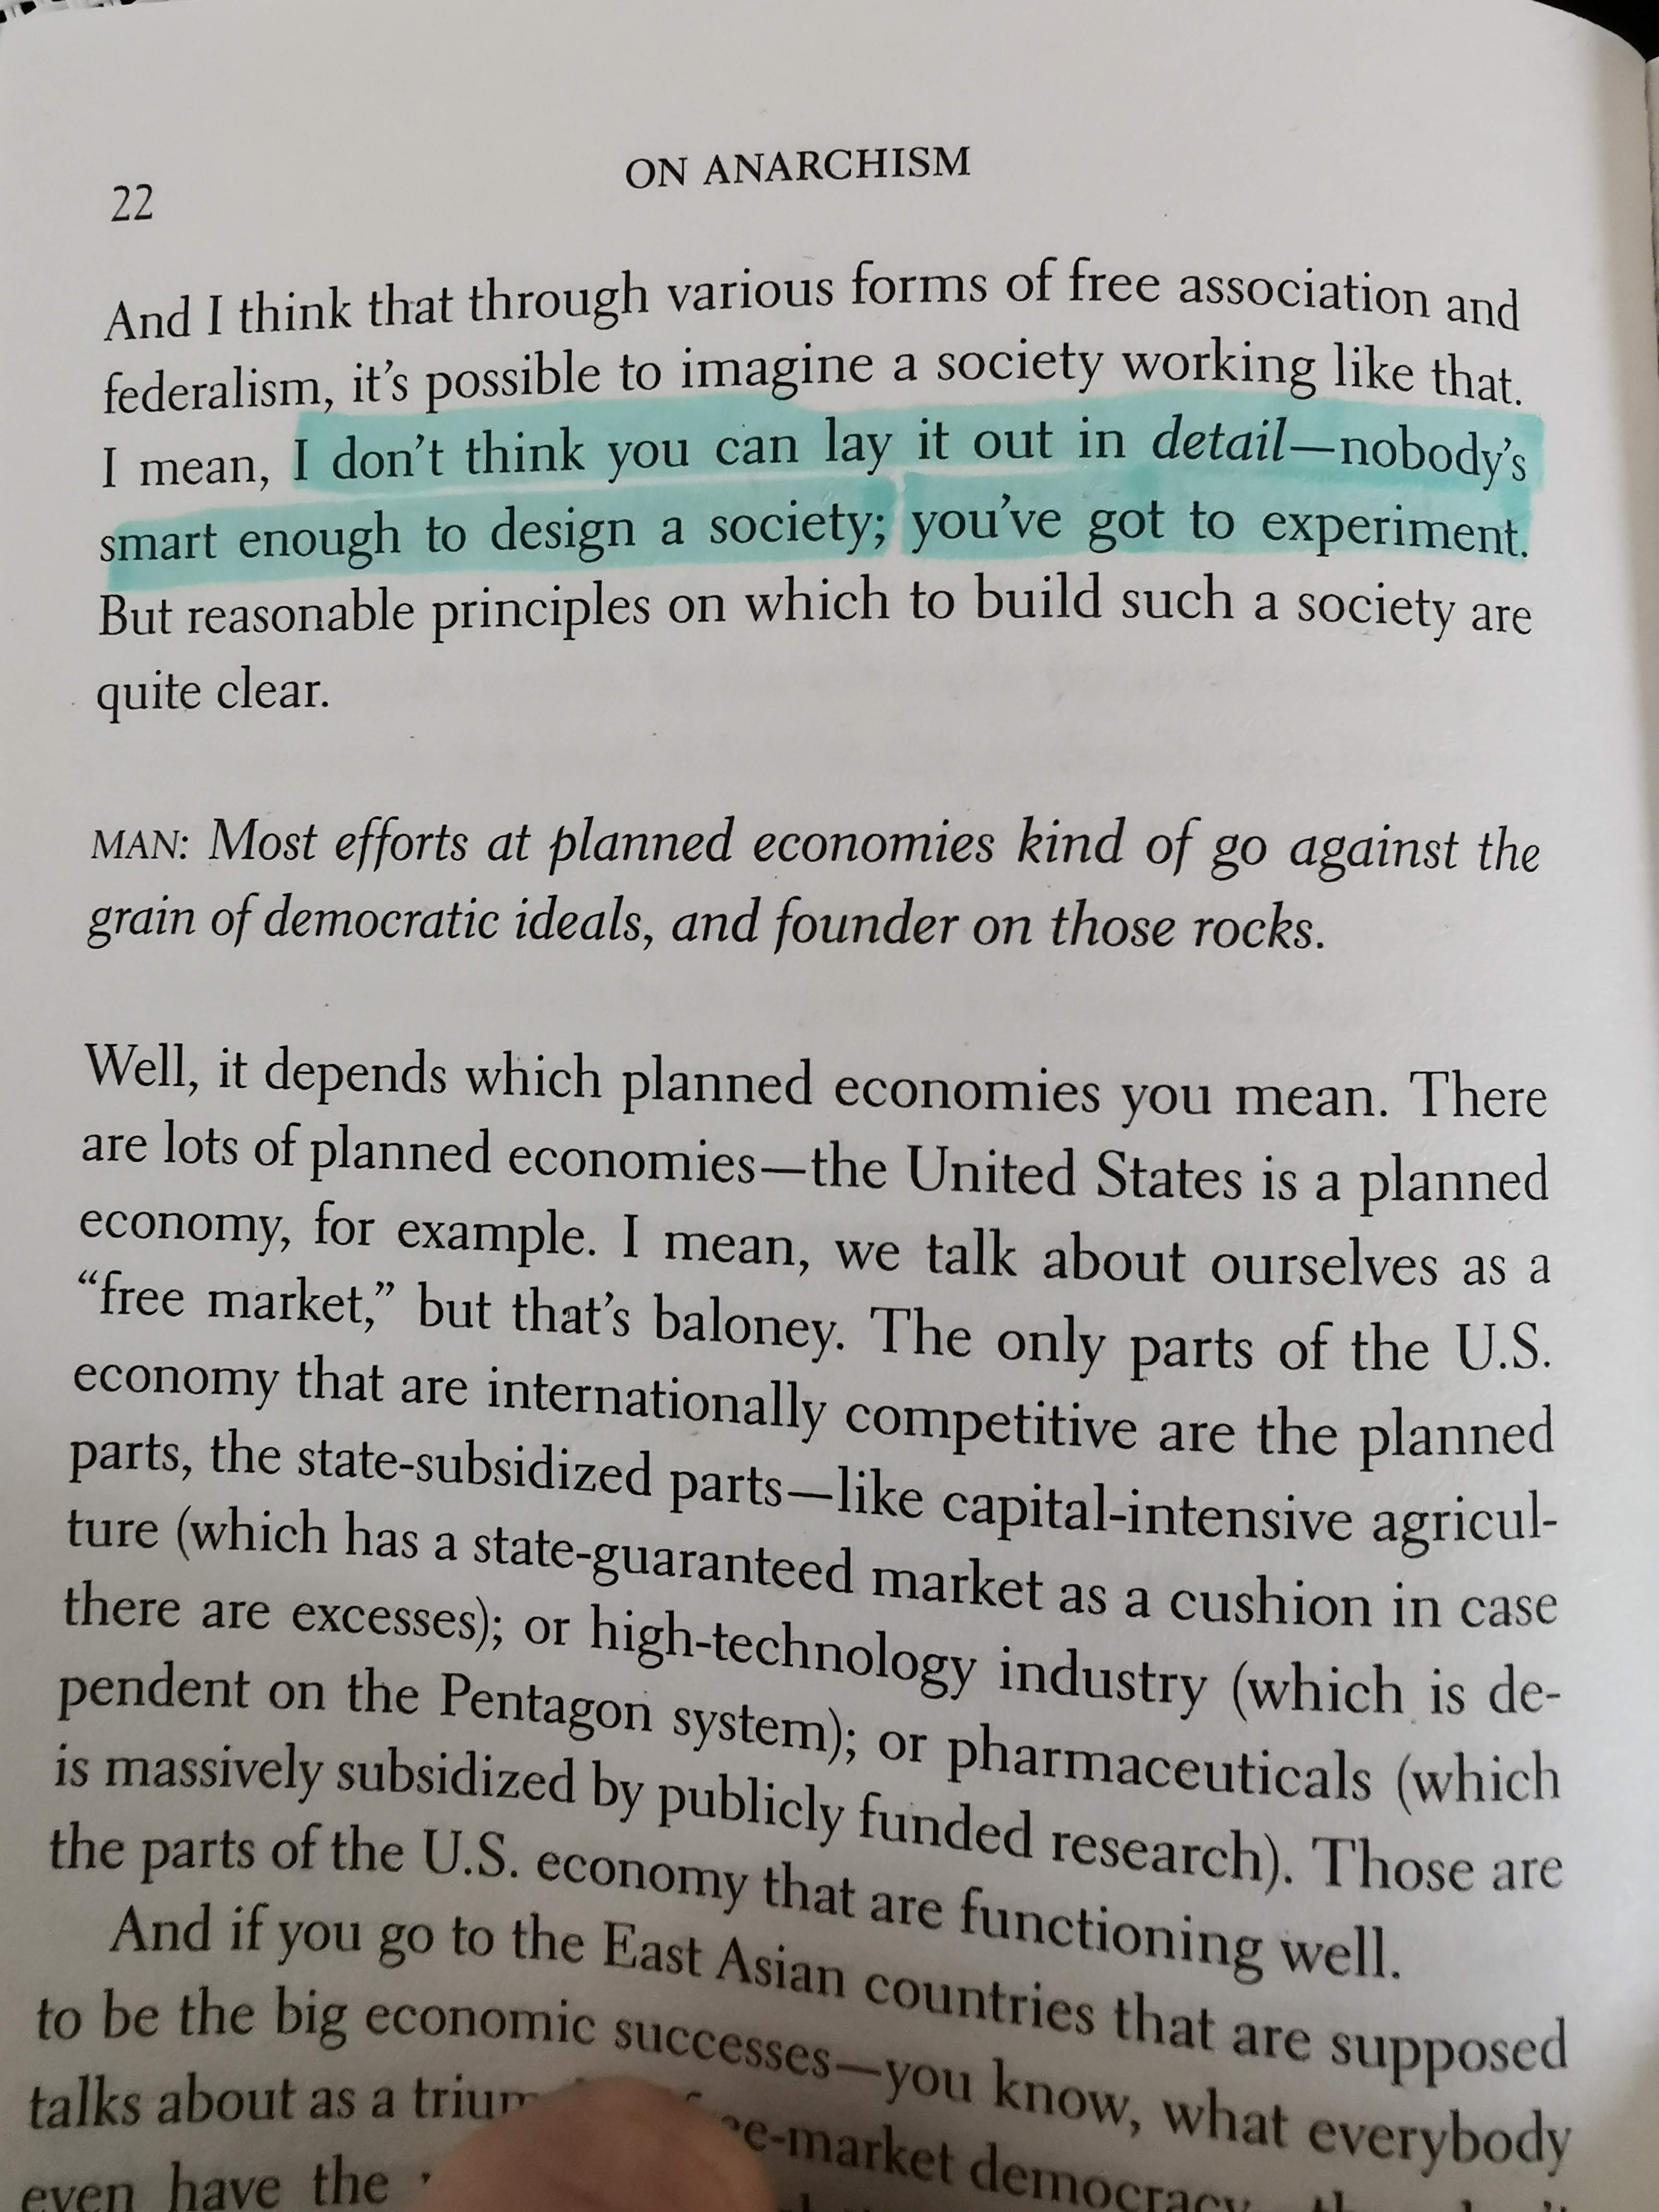 22
ON ANARCHISM
And I think that through various forms of free association and
federalism, it's possible to imagine a society working like that.
I mean, I don't think you can lay it out in detail—nobody's
smart enough to design a society; you've got to experiment.
But reasonable principles on which to build such a society are
quite clear.
MAN: Most efforts at planned economies kind of go against the
grain of democratic ideals, and founder on those rocks.
Well, it depends which planned economies you mean. There
are lots of planned economies—the United States is a planned
economy, for example. I mean, we talk about ourselves as a
“free market,” but that's baloney. The only parts of the U.S.
economy that are internationally competitive are the planned
parts, the state-subsidized parts—like capital-intensive agricul-
ture (which has a state-guaranteed market as a cushion in case
there are excesses); or high-technology industry (which is de-
pendent on the Pentagon system); or pharmaceuticals (which
is massively subsidized by publicly funded research). Those are
the parts of the U.S. economy that are functioning well.
And if you go to the East Asian countries that are supposed
to be the big economic successes—you know, what everybody
talks about as a market democracy
even have the